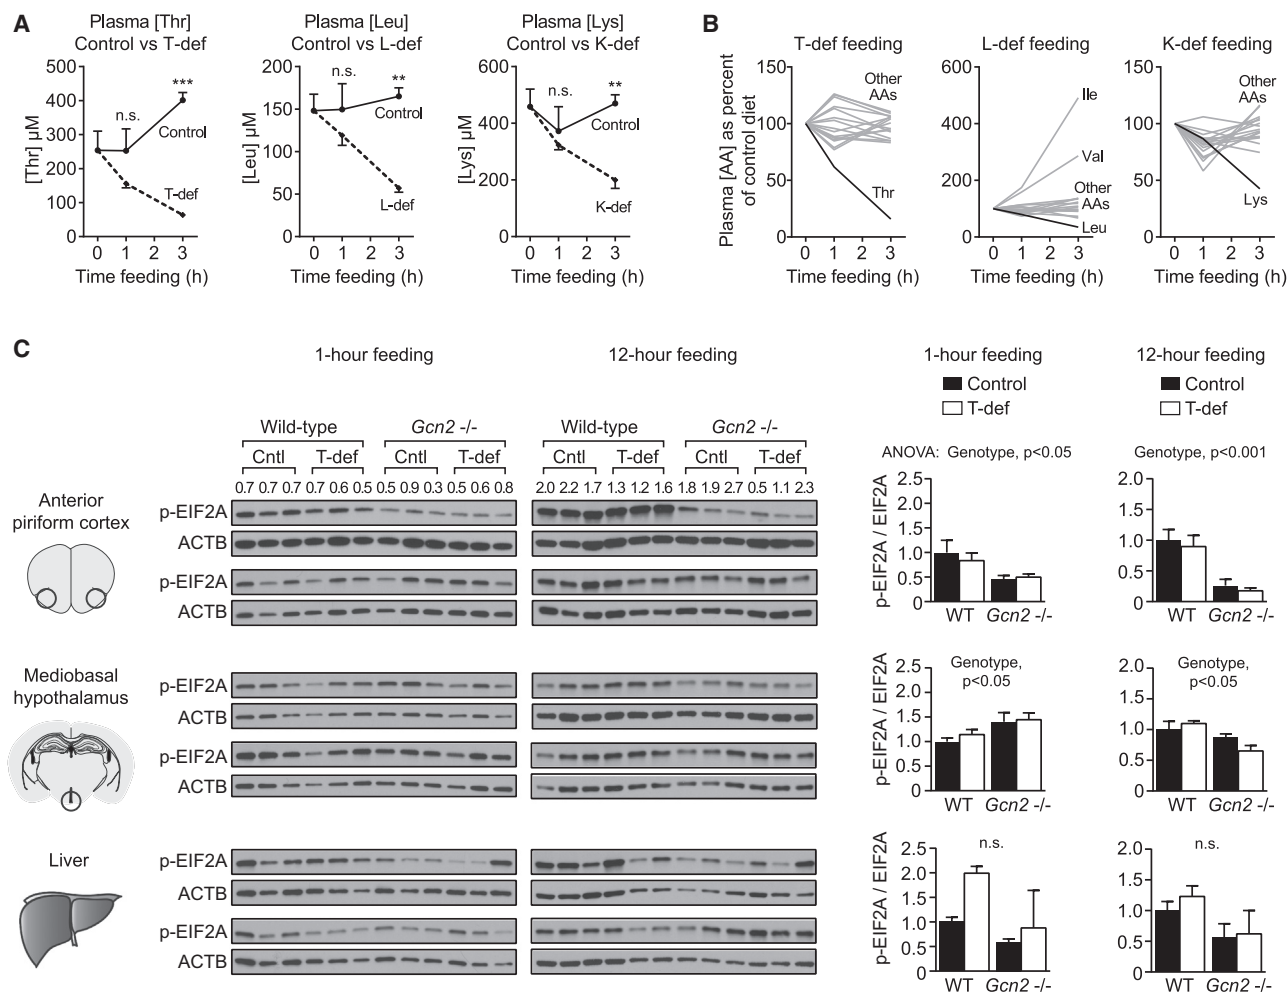 A
Plasma [Thr]
Control vs T-def
500
400
300
200
100
0
[Thr] µM
n.s.
***
Control
T-def
0 1 2 3
Time feeding (h)
Plasma [Leu]
Control vs L-def
200
150
100
50
0
[Leu] µM
n.s.
**
Control
L-def
0 1 2 3
Time feeding (h)
Plasma [Lys]
Control vs K-def
600
400
200
0
[Lys] µM
n.s.
**
Control
K-def
0 1 2 3
Time feeding (h)
B
Plasma [AA] as percent
of control diet
T-def feeding
150
100
50
0
Other
AAs
Thr
0 1 2 3
Time feeding (h)
L-def feeding
600
400
200
0
Ile
Val
Other
AAs
Leu
0 1 2 3
Time feeding (h)
K-def feeding
150
100
50
0
Other
AAs
Lys
0 1 2 3
Time feeding (h)
C
1-hour feeding
12-hour feeding
Wild-type Gcn2 -/-
Cntl T-def Cntl T-def
0.7 0.7 0.7 0.7 0.6 0.5 0.5 0.9 0.3 0.5 0.6 0.8
Wild-type Gcn2 -/-
Cntl T-def Cntl T-def
2.0 2.2 1.7 1.3 1.2 1.6 1.8 1.9 2.7 0.5 1.1 2.3
Anterior
piriform cortex
p-EIF2A
ACTB
p-EIF2A
ACTB
Mediobasal
hypothalamus
p-EIF2A
ACTB
p-EIF2A
ACTB
Liver
p-EIF2A
ACTB
p-EIF2A
ACTB
1-hour feeding
Control
T-def
12-hour feeding
Control
T-def
ANOVA: Genotype, p<0.05
p-EIF2A / EIF2A
2.5
2.0
1.5
1.0
0.5
0
WT Gcn2 -/-
Genotype, p<0.001
2.0
1.5
1.0
0.5
0
WT Gcn2 -/-
p-EIF2A / EIF2A
Genotype,
p<0.05
2.5
2.0
1.5
1.0
0.5
0
WT Gcn2 -/-
Genotype,
p<0.05
2.0
1.5
1.0
0.5
0
WT Gcn2 -/-
p-EIF2A / EIF2A
n.s.
2.5
2.0
1.5
1.0
0.5
0
WT Gcn2 -/-
n.s.
2.0
1.5
1.0
0.5
0
WT Gcn2 -/-